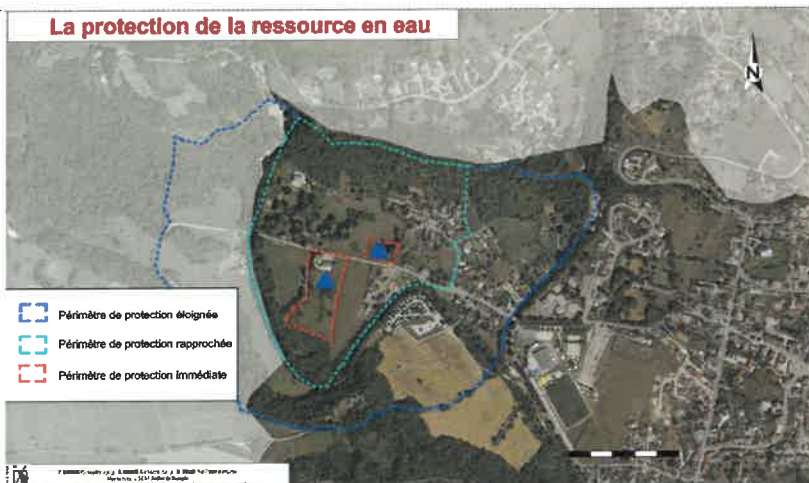 La protection de la ressource en eau
N
Périmètre de protection éloignée
Périmètre de protection rapprochée
Périmètre de protection immédiate